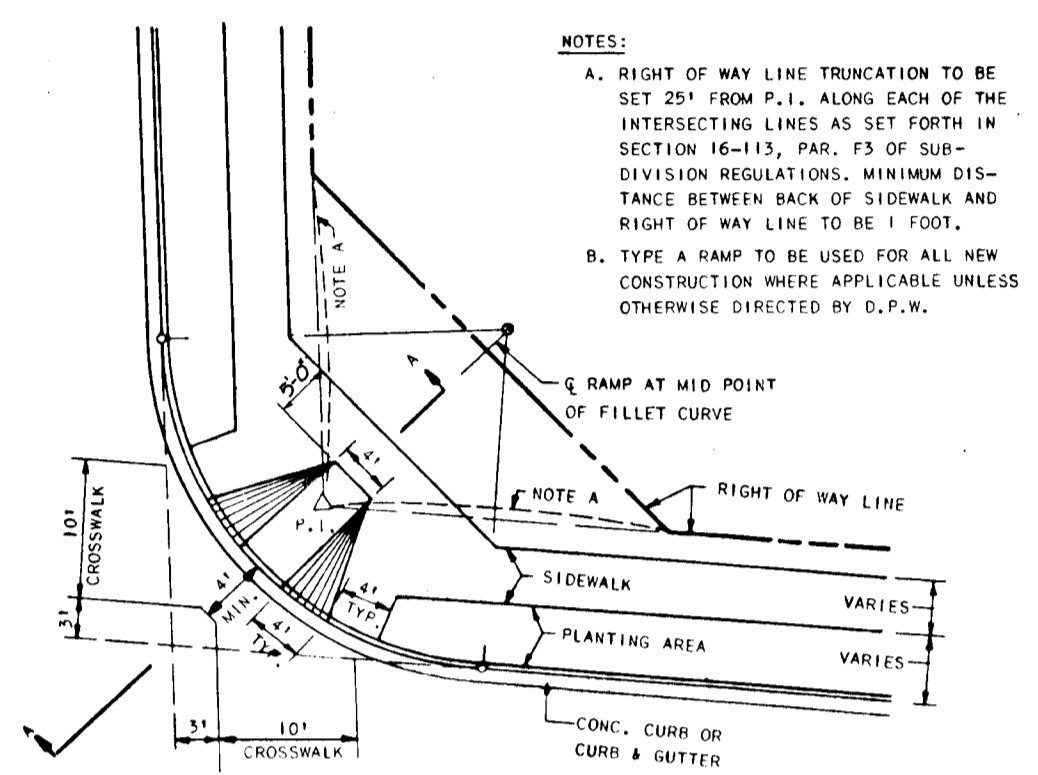 NOTES:
A. RIGHT OF WAY LINE TRUNCATION TO BE
SET 25' FROM P.I. ALONG EACH OF THE
INTERSECTING LINES AS SET FORTH IN
SECTION 16-113, PAR. F3 OF SUB-
DIVISION REGULATIONS. MINIMUM DIS-
TANCE BETWEEN BACK OF SIDEWALK AND
RIGHT OF WAY LINE TO BE 1 FOOT.
B. TYPE A RAMP TO BE USED FOR ALL NEW
CONSTRUCTION WHERE APPLICABLE UNLESS
OTHERWISE DIRECTED BY D.P.W.
NOTE A
A
5'-0"
℄ RAMP AT MID POINT
OF FILLET CURVE
4'
P.I.
NOTE A
RIGHT OF WAY LINE
10'
CROSSWALK
3'
4'
MIN.
4'
TYP.
4'
TYP.
SIDEWALK
VARIES
PLANTING AREA
VARIES
A
3'
10'
CROSSWALK
CONC. CURB OR
CURB & GUTTER